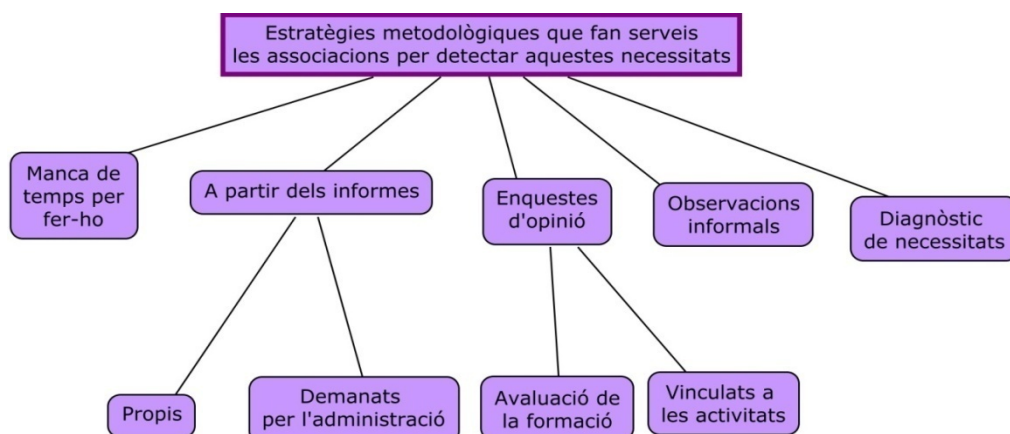 Estratègies metodològiques que fan serveis
les associacions per detectar aquestes necessitats
Manca de
temps per
fer-ho
A partir dels informes
Enquestes
d'opinió
Observacions
informals
Diagnòstic
de necessitats
Propis
Demanats
per l'administració
Avaluació de
la formació
Vinculats a
les activitats